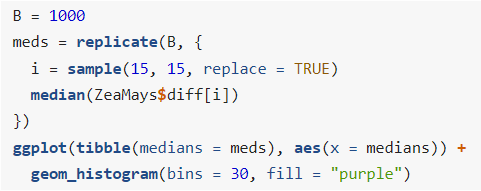 B = 1000
meds = replicate(B, {
  i = sample(15, 15, replace = TRUE)
  median(ZeaMays$diff[i])
})
ggplot(tibble(medians = meds), aes(x = medians)) +
  geom_histogram(bins = 30, fill = "purple")